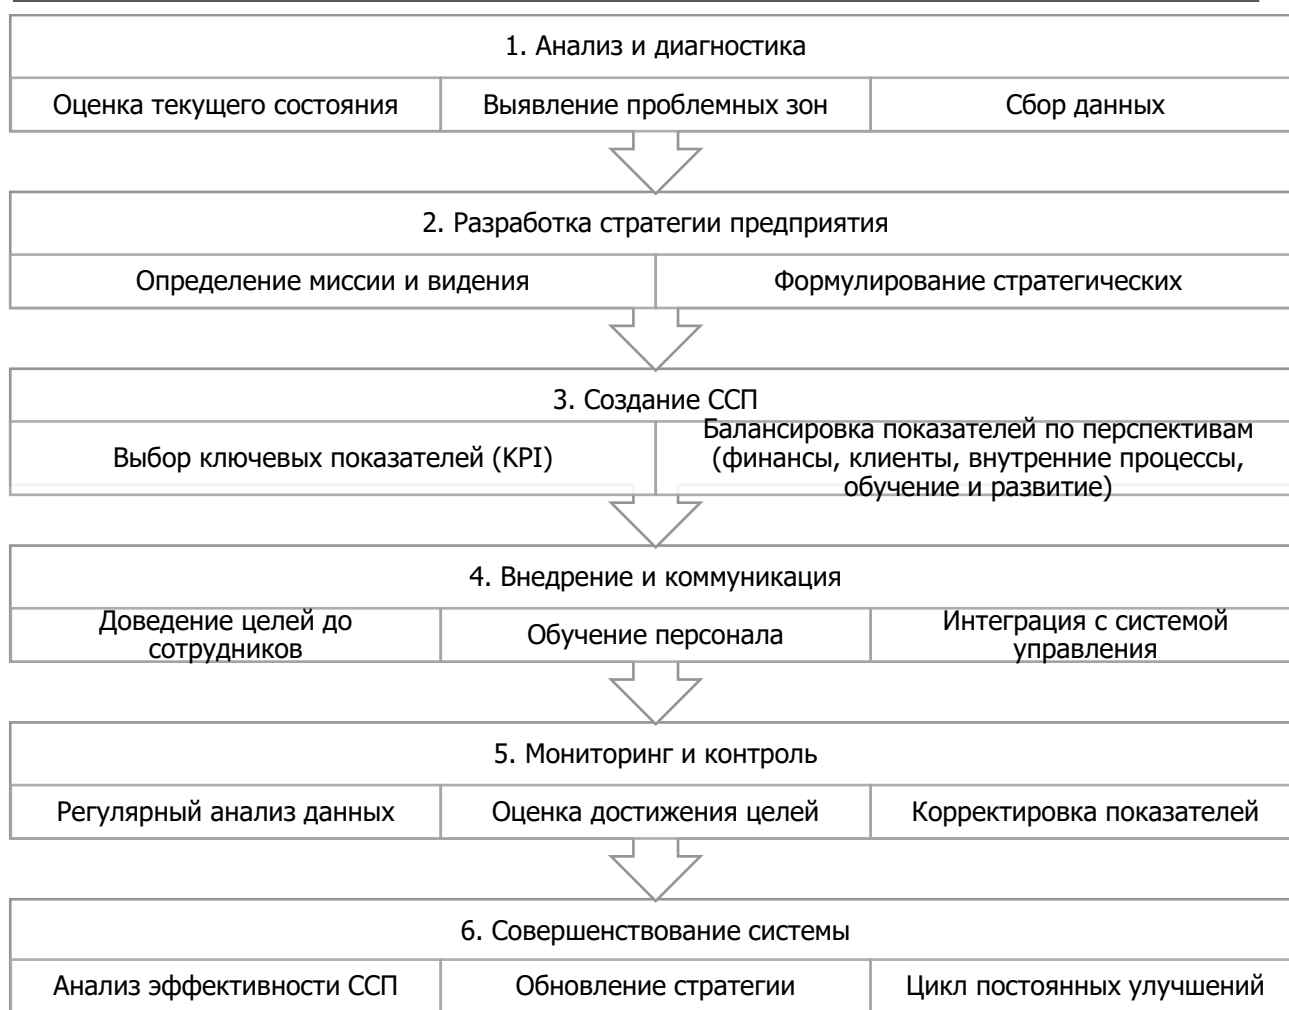 1. Анализ и диагностика
Оценка текущего состояния
Выявление проблемных зон
Сбор данных
2. Разработка стратегии предприятия
Определение миссии и видения
Формулирование стратегических
3. Создание ССП
Выбор ключевых показателей (KPI)
Балансировка показателей по перспективам
(финансы, клиенты, внутренние процессы,
обучение и развитие)
4. Внедрение и коммуникация
Доведение целей до
сотрудников
Обучение персонала
Интеграция с системой
управления
5. Мониторинг и контроль
Регулярный анализ данных
Оценка достижения целей
Корректировка показателей
6. Совершенствование системы
Анализ эффективности ССП
Обновление стратегии
Цикл постоянных улучшений